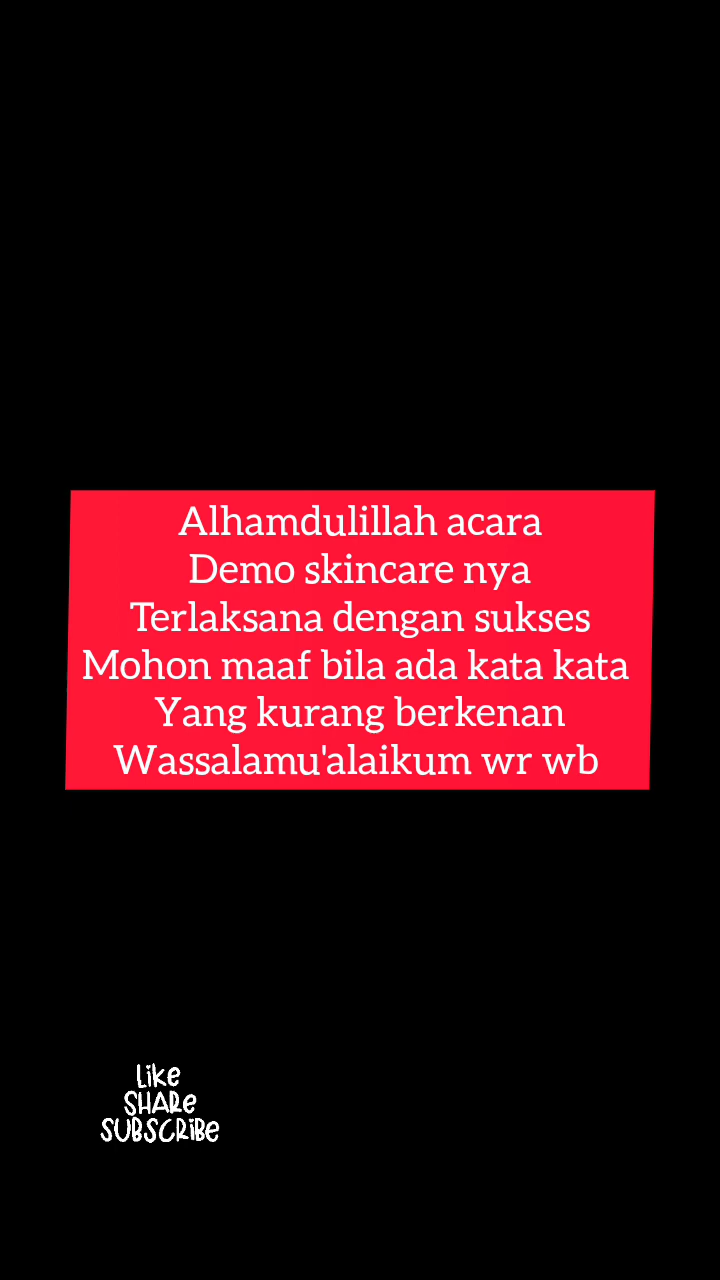 Alhamdulillah acara
Demo skincare nya
Terlaksana dengan sukses
Mohon maaf bila ada kata kata
Yang kurang berkenan
Wassalamu'alaikum wr wb
LiKe
SHARe
SUBSCRiBe